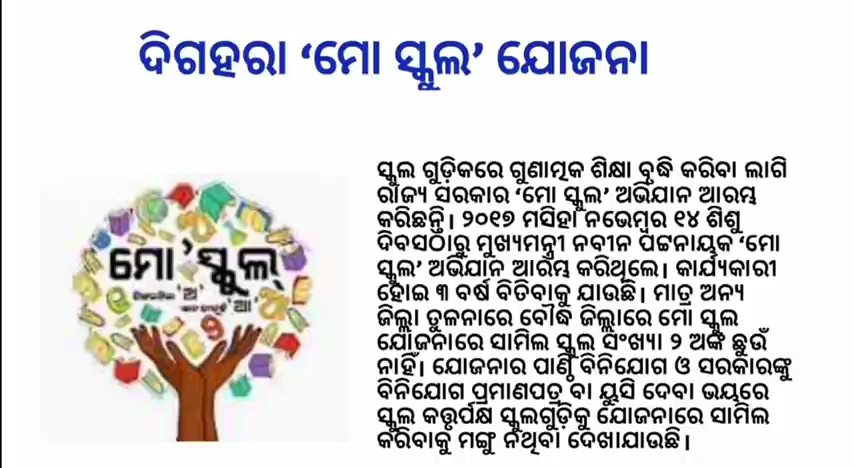 ଦିଗହରା ‘ମୋ ସ୍କୁଲ’ ଯୋଜନା
ମୋ ସ୍କୁଲ୍
ସ୍କୁଲ ଗୁଡ଼ିକରେ ଗୁଣାତ୍ମକ ଶିକ୍ଷା ବୃଦ୍ଧି କରିବା ଲାଗି
ରାଜ୍ୟ ସରକାର ‘ମୋ ସ୍କୁଲ’ ଅଭିଯାନ ଆରମ୍ଭ
କରିଛନ୍ତି। ୨୦୧୭ ମସିହା ନଭେମ୍ବର ୧୪ ଶିଶୁ
ଦିବସଠାରୁ ମୁଖ୍ୟମନ୍ତ୍ରୀ ନବୀନ ପଟ୍ଟନାୟକ ‘ମୋ
ସ୍କୁଲ’ ଅଭିଯାନ ଆରମ୍ଭ କରିଥିଲେ। କାର୍ଯ୍ୟକାରୀ
ହୋଇ ୩ ବର୍ଷ ବିତିବାକୁ ଯାଉଛି। ମାତ୍ର ଅନ୍ୟ
ଜିଲ୍ଲା ତୁଳନାରେ ବୌଦ୍ଧ ଜିଲ୍ଲାରେ ମୋ ସ୍କୁଲ
ଯୋଜନାରେ ସାମିଲ ସ୍କୁଲ ସଂଖ୍ୟା ୨ ଅଙ୍କ ଛୁଉଁ
ନାହିଁ। ଯୋଜନାର ପାଣ୍ଠି ବିନିଯୋଗ ଓ ସରକାରଙ୍କୁ
ବିନିଯୋଗ ପ୍ରମାଣପତ୍ର ବା ୟୁସି ଦେବା ଭୟରେ
ସ୍କୁଲ କର୍ତ୍ତୃର୍ପକ୍ଷ ସ୍କୁଲଗୁଡ଼ିକୁ ଯୋଜନାରେ ସାମିଲ
କରିବାକୁ ମଙ୍ଗୁ ନଥିବା ଦେଖାଯାଉଛି।